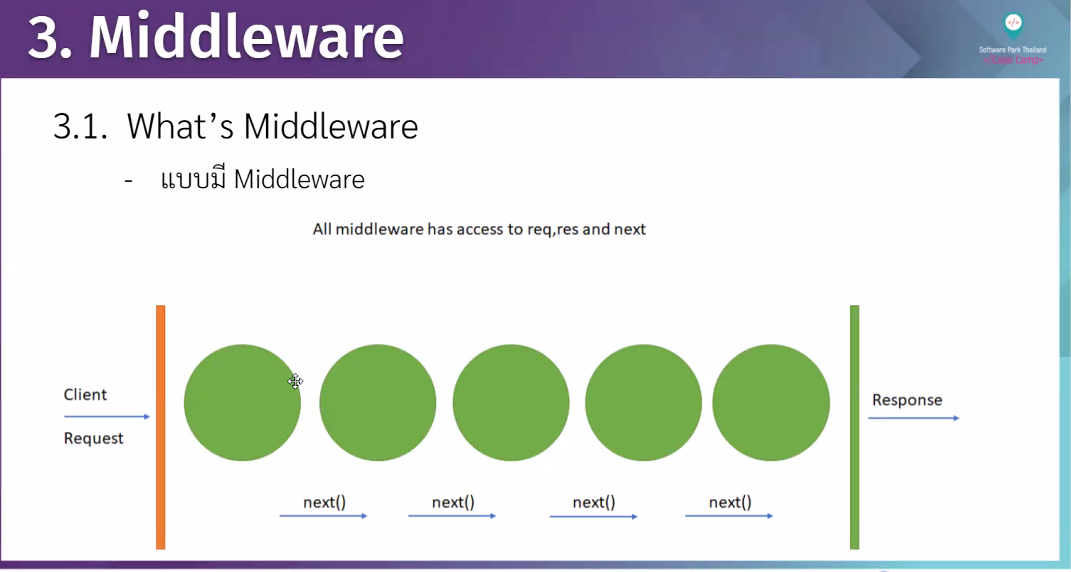 3. Middleware
Software Park Thailand
<Code Camp>
3.1. What's Middleware
- แบบมี Middleware
All middleware has access to req,res and next
Client
Request
Response
next()
next()
next()
next()